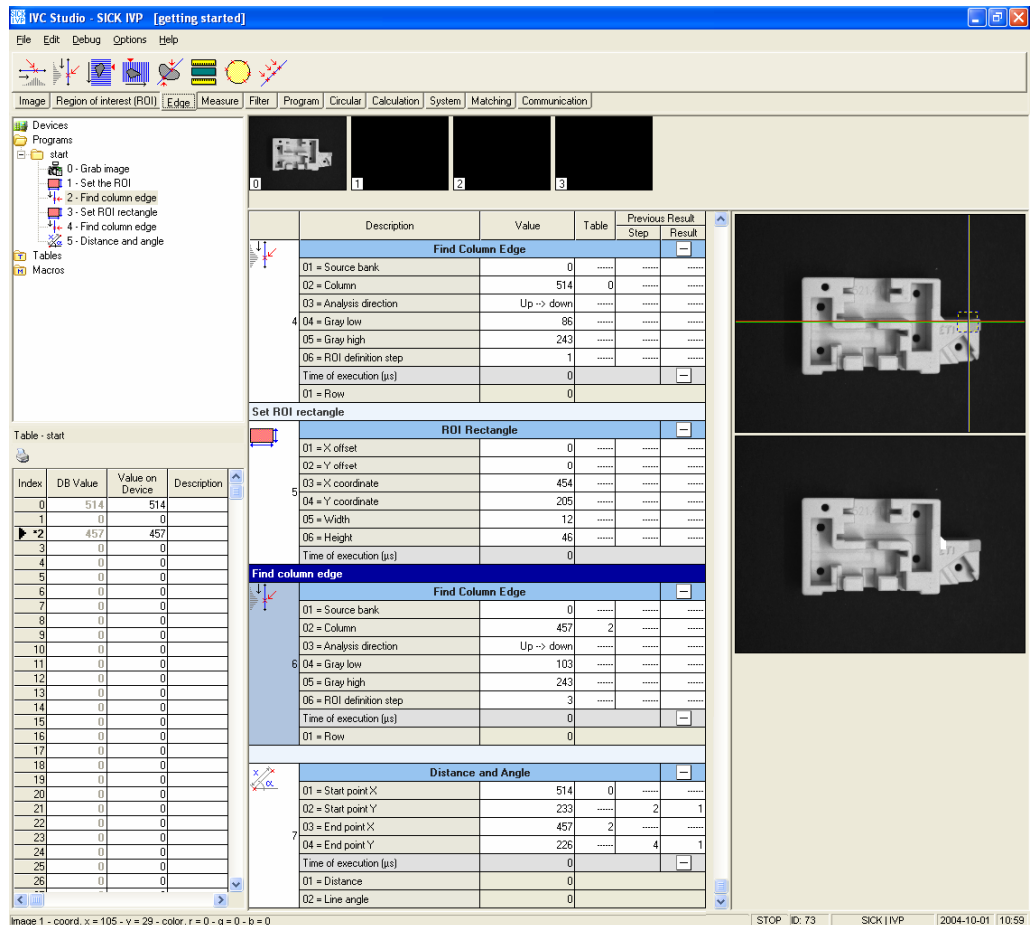 SICK IVP IVC Studio - SICK IVP [getting started]
File Edit Debug Options Help
Image Region of interest (ROI) Edge Measure Filter Program Circular Calculation System Matching Communication
Devices
Programs
start
0 - Grab image
1 - Set the ROI
2 - Find column edge
3 - Set ROI rectangle
4 - Find column edge
5 - Distance and angle
Tables
Macros
0 1 2 3
Description Value Table Previous Result
Step Result
Find Column Edge
01 = Source bank 0 ------ ------ ------
02 = Column 514 0 ------ ------
03 = Analysis direction Up --> down ------ ------ ------
4 04 = Gray low 86 ------ ------ ------
05 = Gray high 243 ------ ------ ------
06 = ROI definition step 1 ------ ------ ------
Time of execution (µs) 0
01 = Row 0
Set ROI rectangle
ROI Rectangle
01 = X offset 0 ------ ------ ------
02 = Y offset 0 ------ ------ ------
03 = X coordinate 454 ------ ------ ------
5 04 = Y coordinate 205 ------ ------ ------
05 = Width 12 ------ ------ ------
06 = Height 46 ------ ------ ------
Time of execution (µs) 0
Find column edge
Find Column Edge
01 = Source bank 0 ------ ------ ------
02 = Column 457 2 ------ ------
03 = Analysis direction Up --> down ------ ------ ------
6 04 = Gray low 103 ------ ------ ------
05 = Gray high 243 ------ ------ ------
06 = ROI definition step 3 ------ ------ ------
Time of execution (µs) 0
01 = Row 0
Distance and Angle
01 = Start point X 514 0 ------ ------
02 = Start point Y 233 ------ 2 1
03 = End point X 457 2 ------ ------
7 04 = End point Y 226 ------ 4 1
Time of execution (µs) 0
01 = Distance 0
02 = Line angle 0
Table - start
Index DB Value Value on Device Description
0 514 514
1 0 0
*2 457 457
3 0 0
4 0 0
5 0 0
6 0 0
7 0 0
8 0 0
9 0 0
10 0 0
11 0 0
12 0 0
13 0 0
14 0 0
15 0 0
16 0 0
17 0 0
18 0 0
19 0 0
20 0 0
21 0 0
22 0 0
23 0 0
24 0 0
25 0 0
26 0 0
Image 1 - coord. x = 105 - y = 29 - color. r = 0 - g = 0 - b = 0
STOP ID: 73 SICK | IVP 2004-10-01 10:59